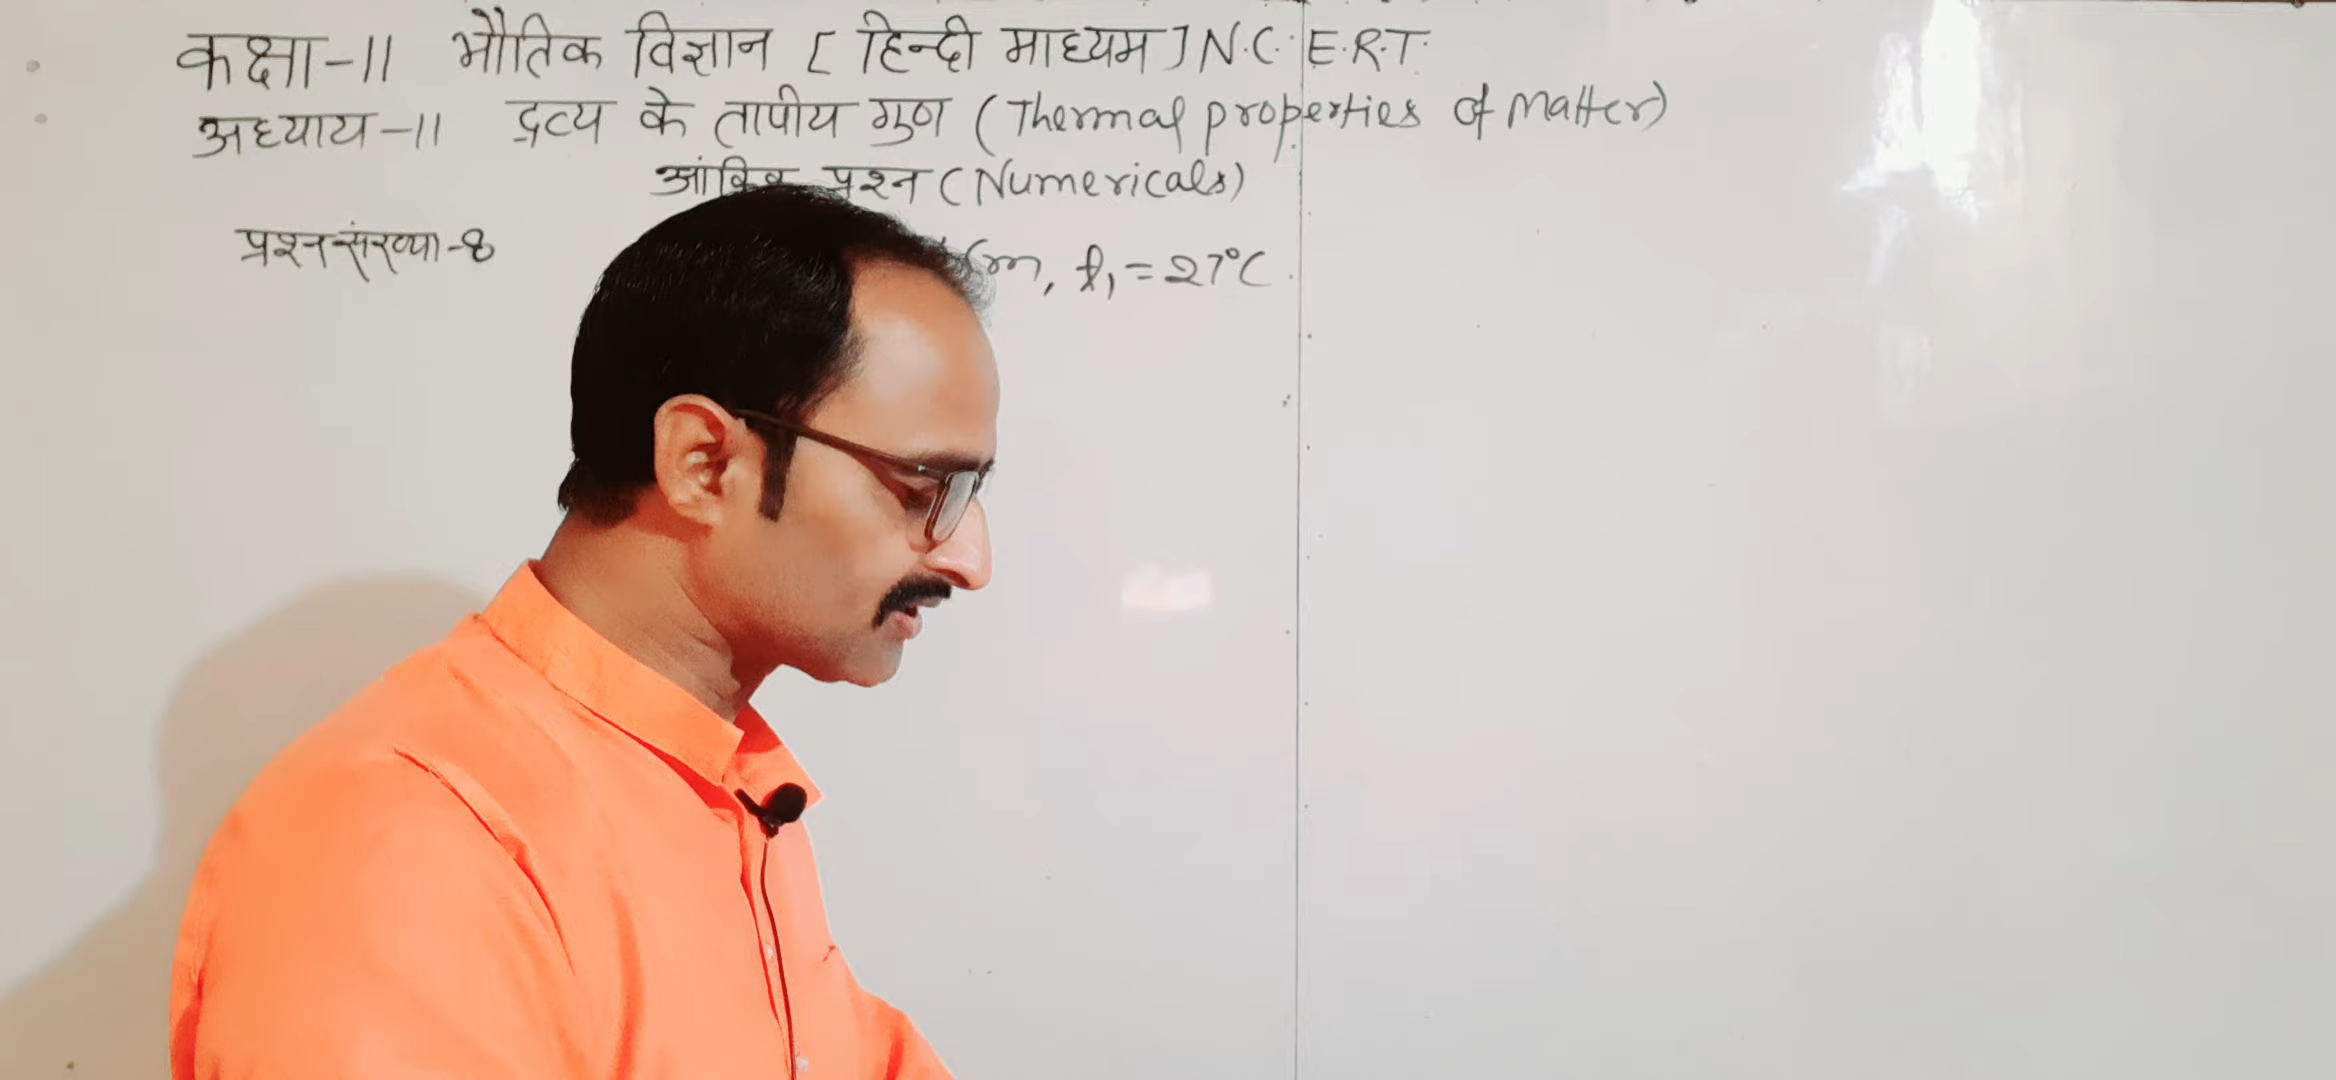 कक्षा-11 भौतिक विज्ञान [ हिन्दी माध्यम ] N.C.E.R.T.
अध्याय-11 द्रव्य के तापीय गुण (Thermal properties of Matter)
प्रश्न (Numericals)
प्रश्न संख्या-8 m, t₁ = 27°C